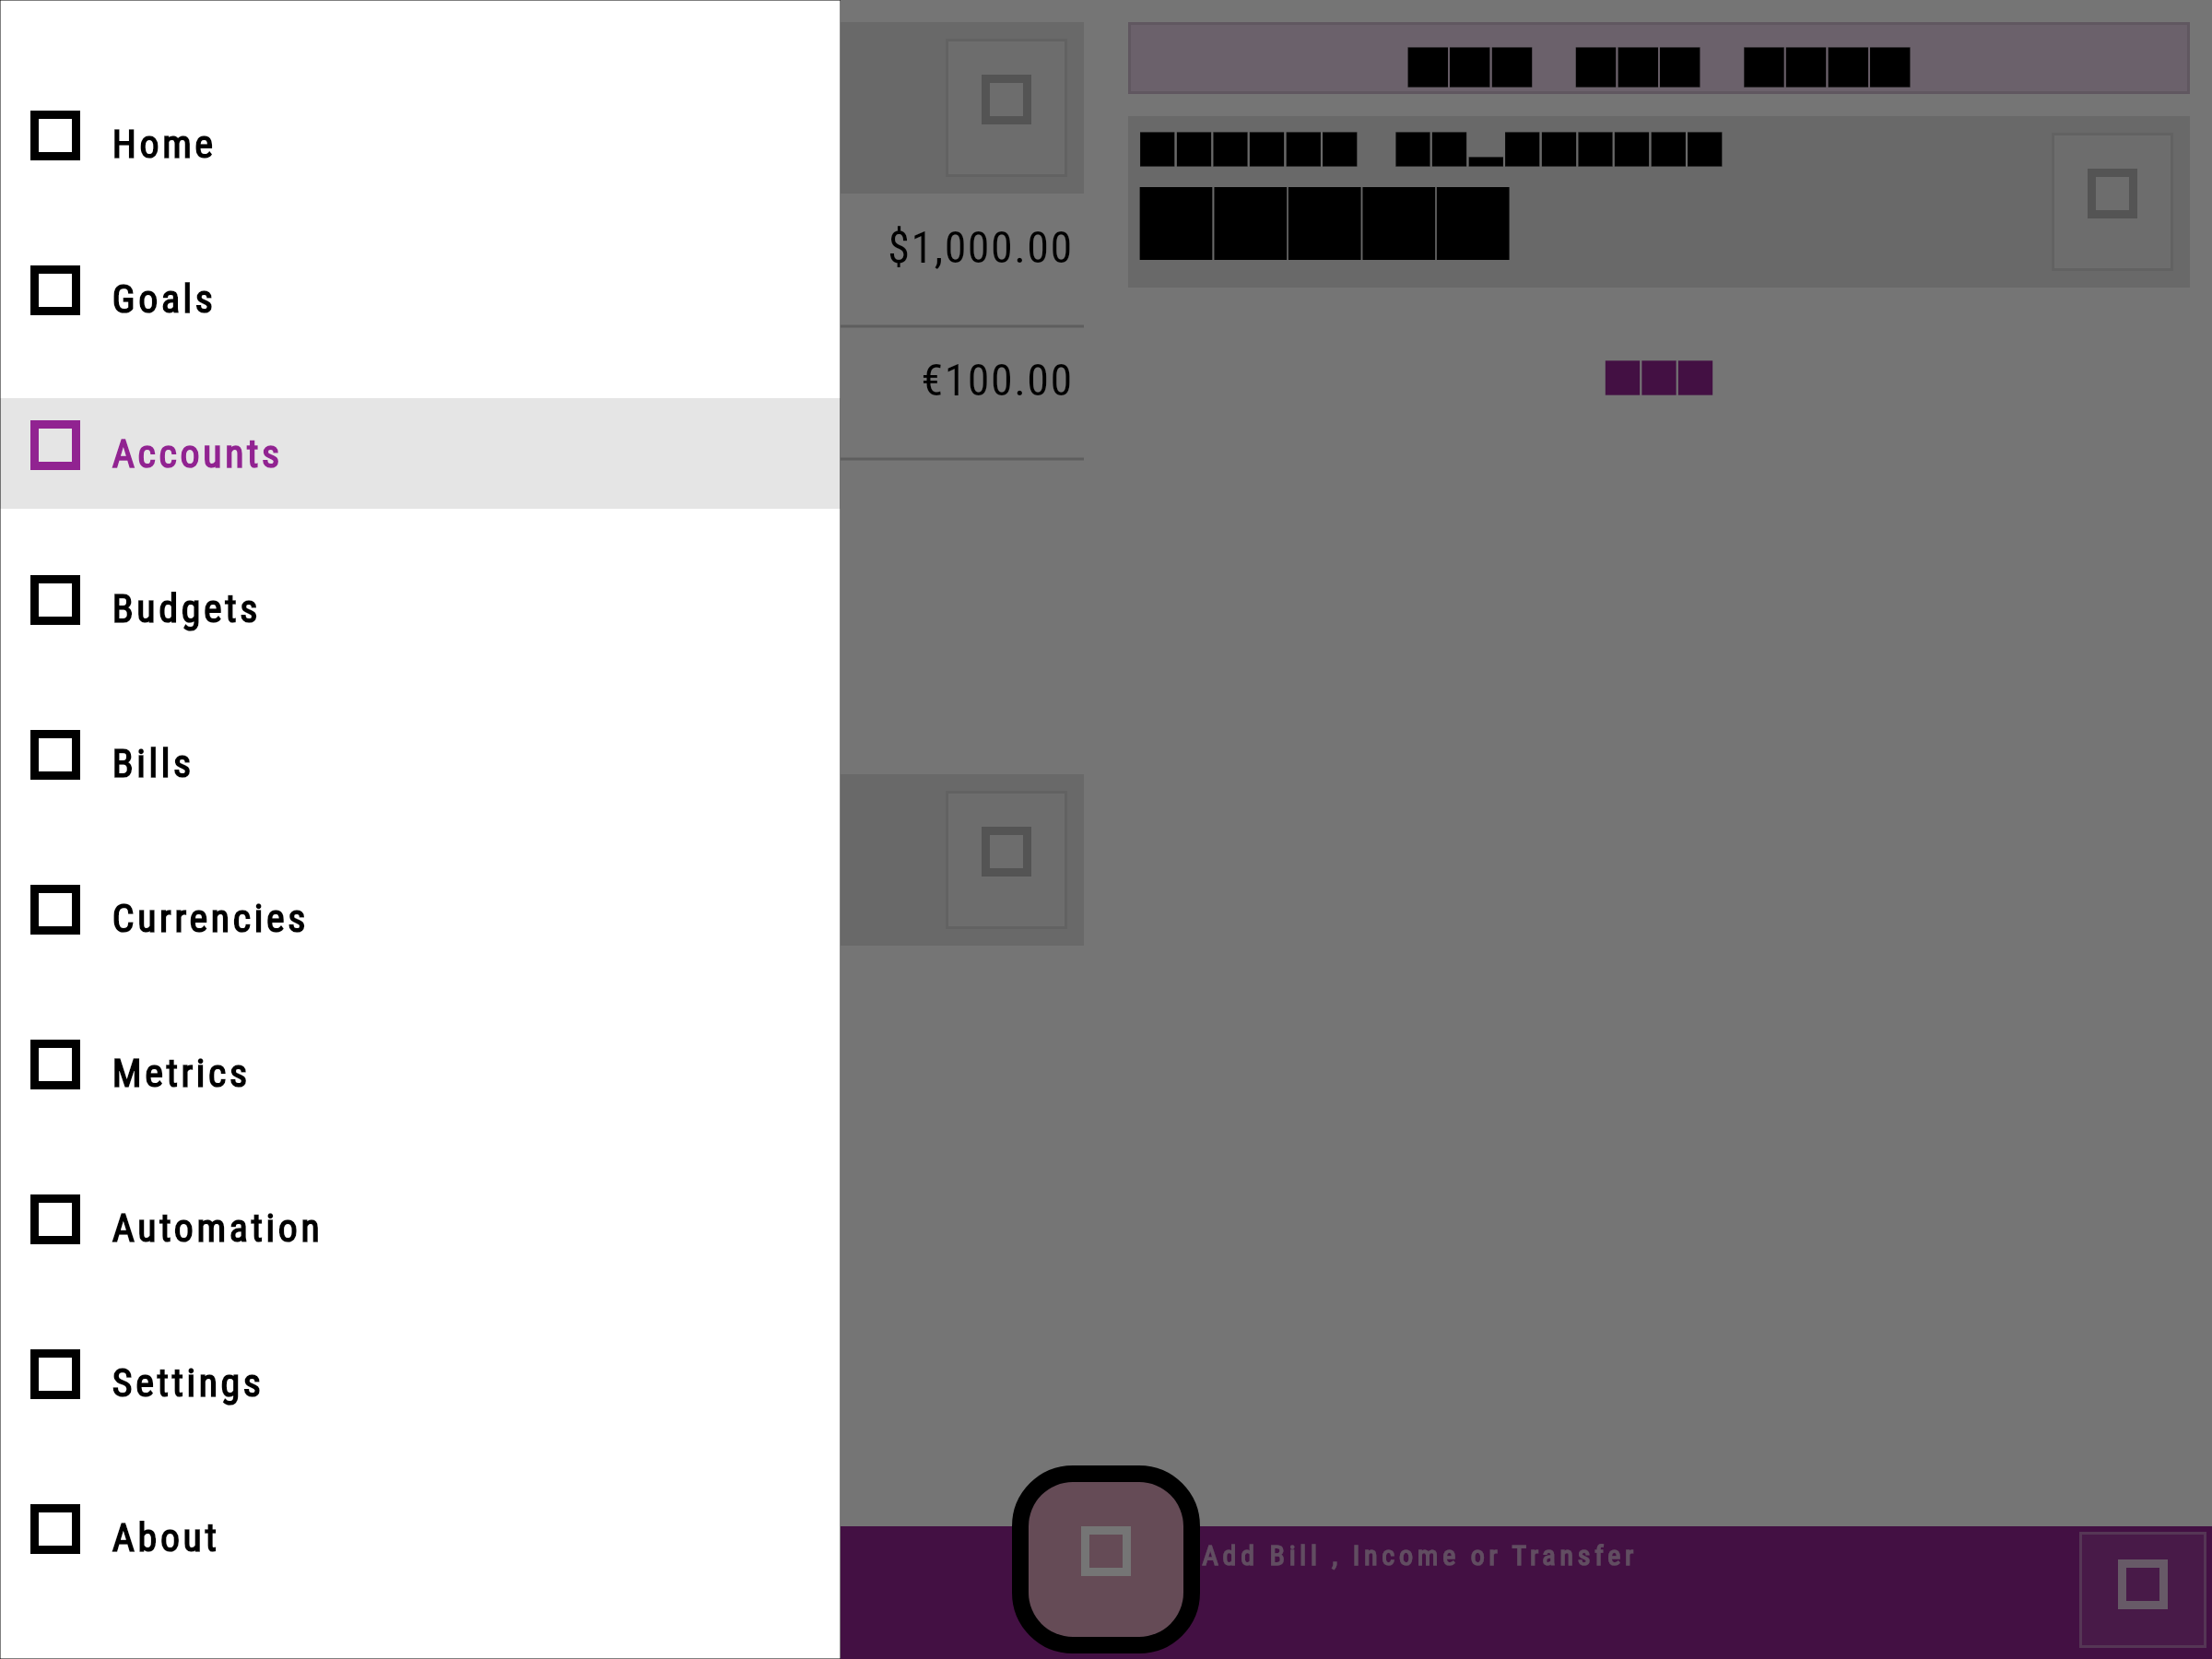 Home
Goals
Accounts
Budgets
Bills
Currencies
Metrics
Automation
Settings
About
$1,000.00
€100.00
Add Bill , Income or Transfer